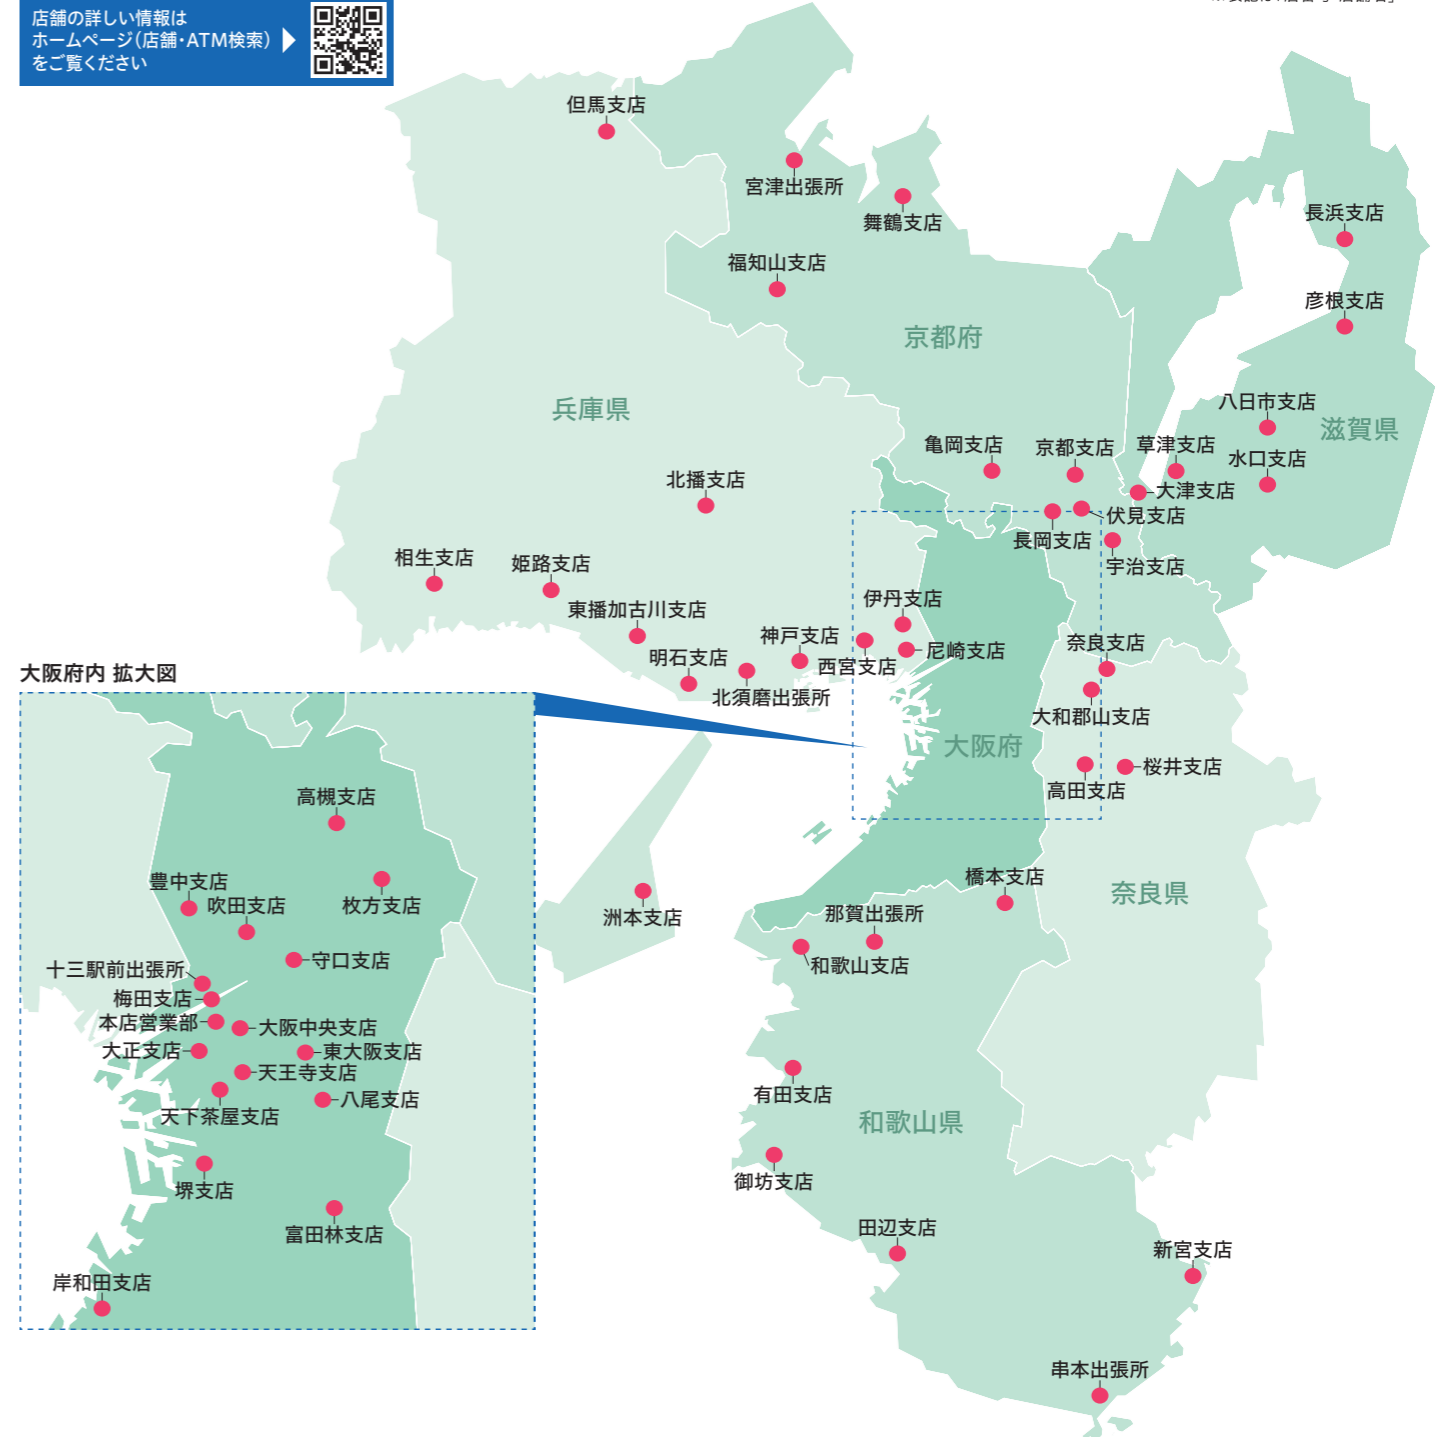 店舗の詳しい情報は
ホームページ(店舗・ATM検索)
をご覧ください
但馬支店
宮津出張所
舞鶴支店
長浜支店
福知山支店
彦根支店
京都府
兵庫県
八日市支店
滋賀県
亀岡支店
京都支店
草津支店
水口支店
北播支店
大津支店
伏見支店
長岡支店
宇治支店
相生支店
姫路支店
東播加古川支店
伊丹支店
神戸支店
西宮支店
尼崎支店
奈良支店
明石支店
北須磨出張所
大和郡山支店
大阪府
高田支店
桜井支店
橋本支店
奈良県
洲本支店
那賀出張所
和歌山支店
有田支店
和歌山県
御坊支店
田辺支店
新宮支店
串本出張所
大阪府内 拡大図
高槻支店
豊中支店
吹田支店
枚方支店
守口支店
十三駅前出張所
梅田支店
本店営業部
大阪中央支店
大正支店
東大阪支店
天王寺支店
天下茶屋支店
八尾支店
堺支店
富田林支店
岸和田支店